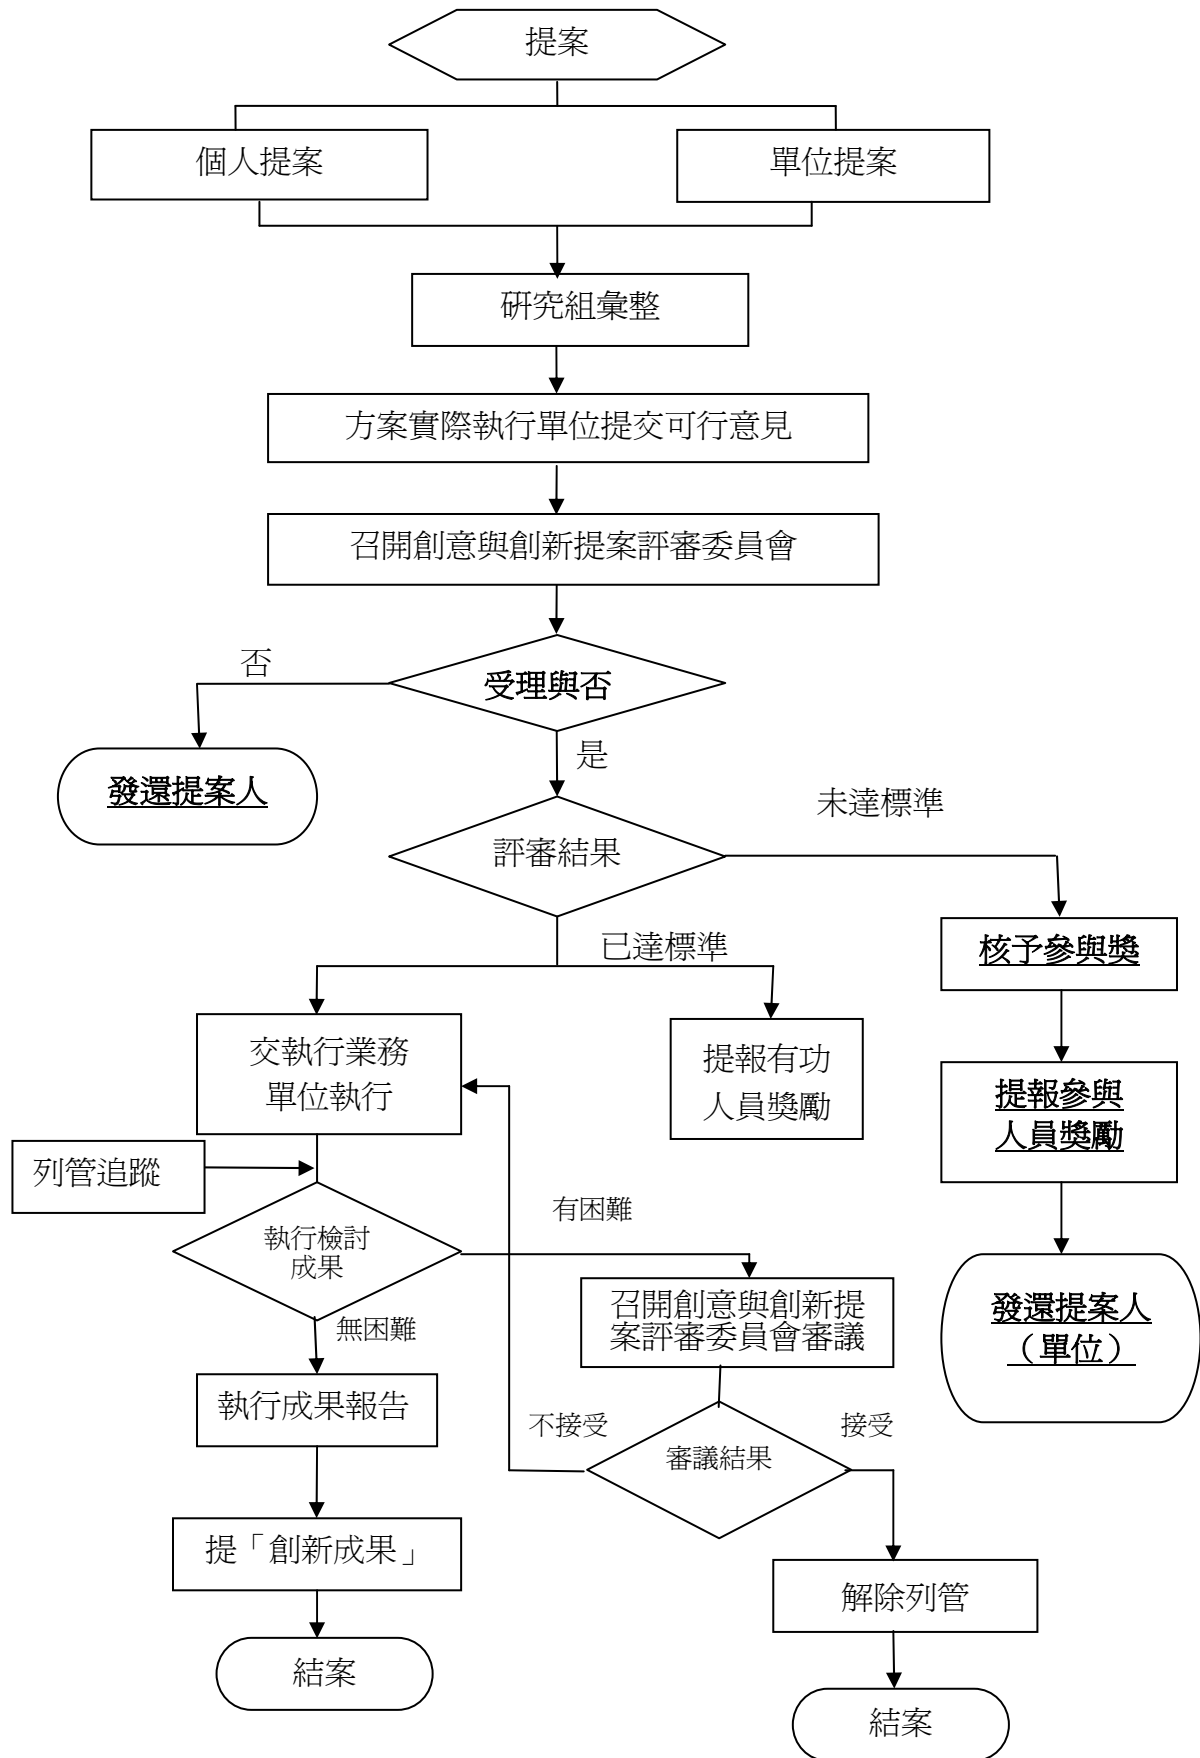 提案
個人提案
單位提案
研究組彙整
方案實際執行單位提交可行意見
召開創意與創新提案評審委員會
否
受理與否
是
發還提案人
未達標準
評審結果
已達標準
核予參與獎
交執行業務
單位執行
提報有功
人員獎勵
提報參與
人員獎勵
列管追蹤
有困難
執行檢討
成果
召開創意與創新提
案評審委員會審議
發還提案人
（單位）
無困難
執行成果報告
不接受
接受
審議結果
提「創新成果」
解除列管
結案
結案